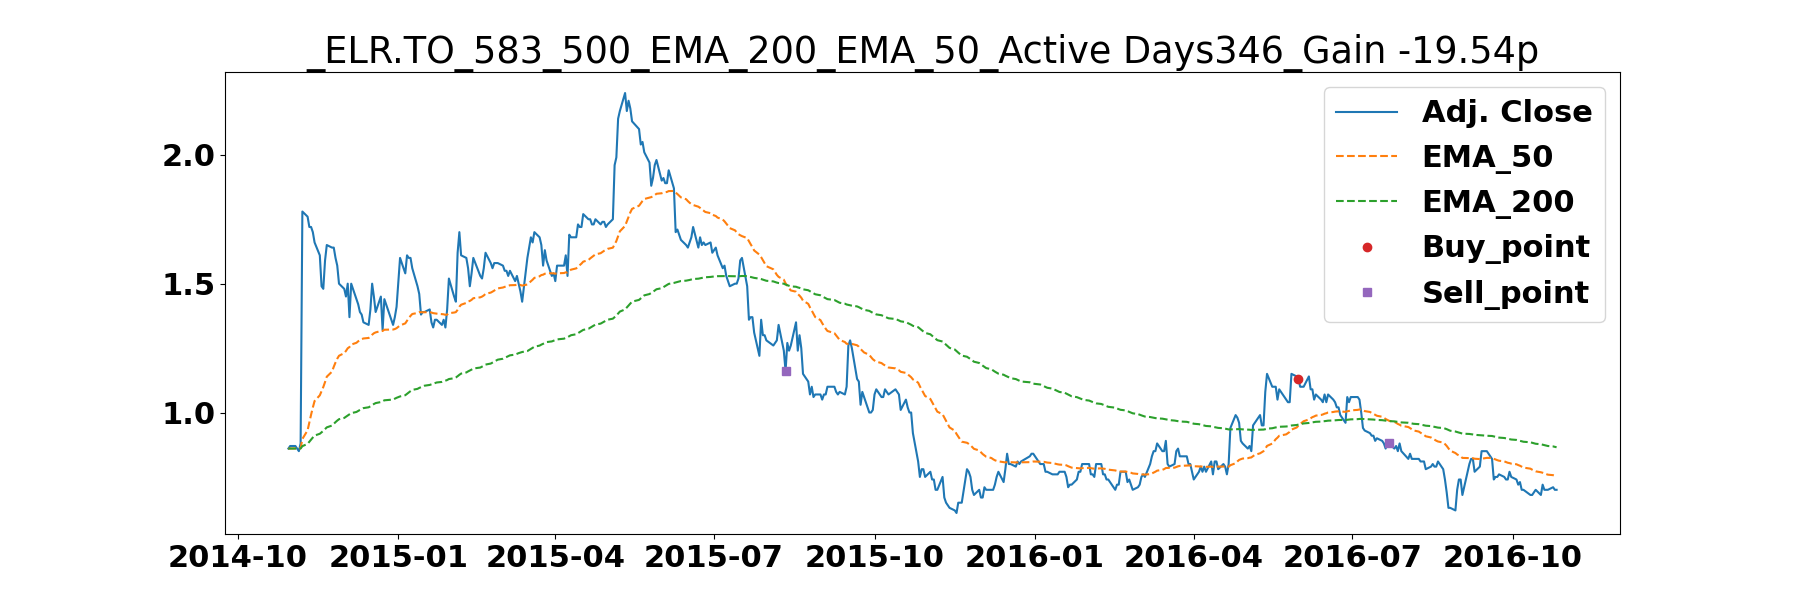 _ELR.TO_583_500_EMA_200_EMA_50_Active Days346_Gain -19.54p
2.0
1.5
1.0
2014-10 2015-01 2015-04 2015-07 2015-10 2016-01 2016-04 2016-07 2016-10
Adj. Close
EMA_50
EMA_200
Buy_point
Sell_point